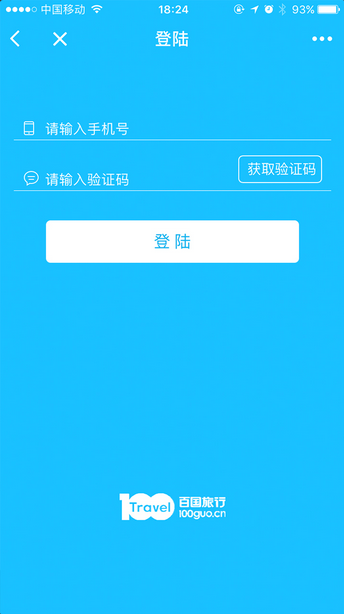 中国移动 18:24 93%
登陆
请输入手机号
请输入验证码 获取验证码
登 陆
100 Travel 百国旅行
100guo.cn